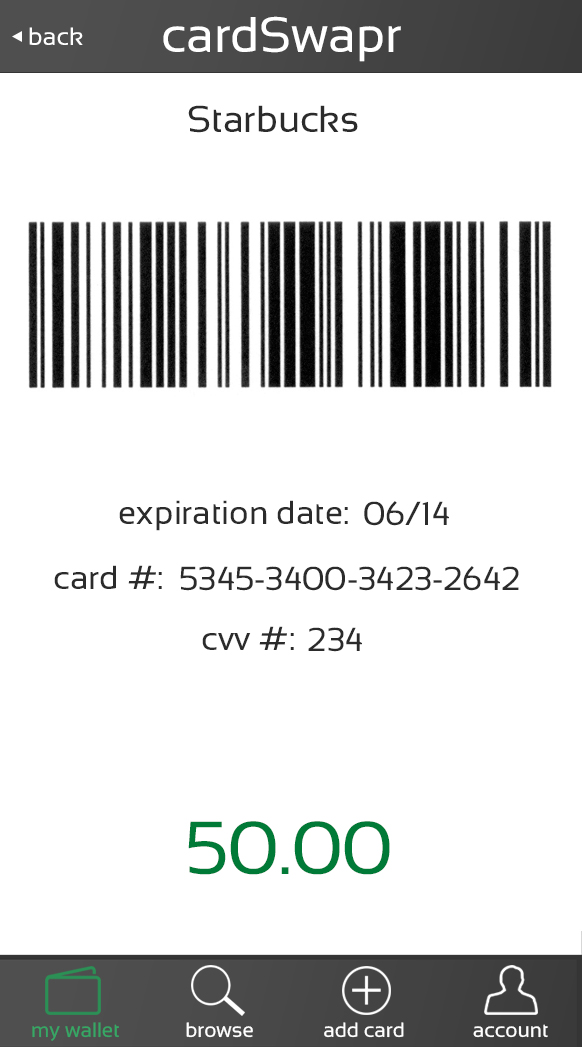 back cardSwapr
Starbucks
expiration date: 06/14
card #: 5345-3400-3423-2642
cvv #: 234
50.00
my wallet browse add card account